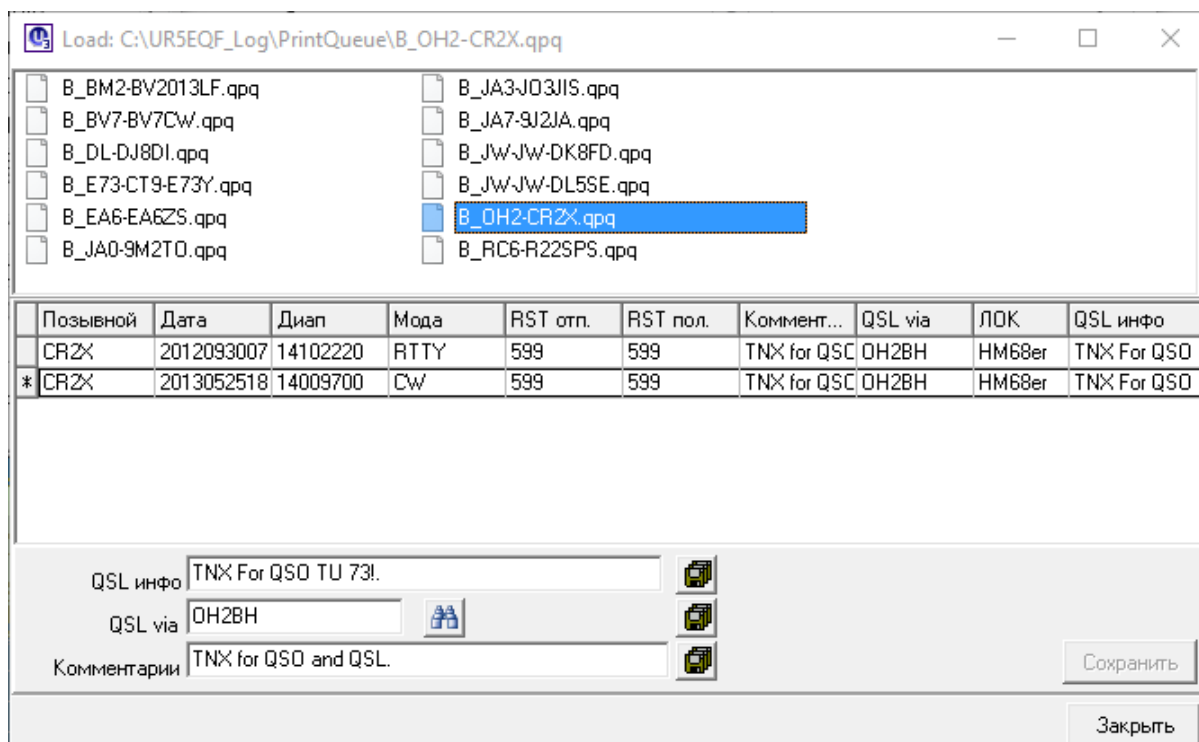 Load: C:\UR5EQF_Log\PrintQueue\B_OH2-CR2X.qpq
B_BM2-BV2013LF.qpq
B_BV7-BV7CW.qpq
B_DL-DJ8DI.qpq
B_E73-CT9-E73Y.qpq
B_EA6-EA6ZS.qpq
B_JA0-9M2TO.qpq
B_JA3-JO3JIS.qpq
B_JA7-9J2JA.qpq
B_JW-JW-DK8FD.qpq
B_JW-JW-DL5SE.qpq
B_OH2-CR2X.qpq
B_RC6-R22SPS.qpq
Позывной Дата Диап Мода RST отп. RST пол. Коммент... QSL via ЛОК QSL инфо
CR2X 2012093007 14102220 RTTY 599 599 TNX for QSO OH2BH HM68er TNX For QSO
* CR2X 2013052518 14009700 CW 599 599 TNX for QSO OH2BH HM68er TNX For QSO
QSL инфо TNX For QSO TU 73!.
QSL via OH2BH
Комментарии TNX for QSO and QSL.
Сохранить
Закрыть